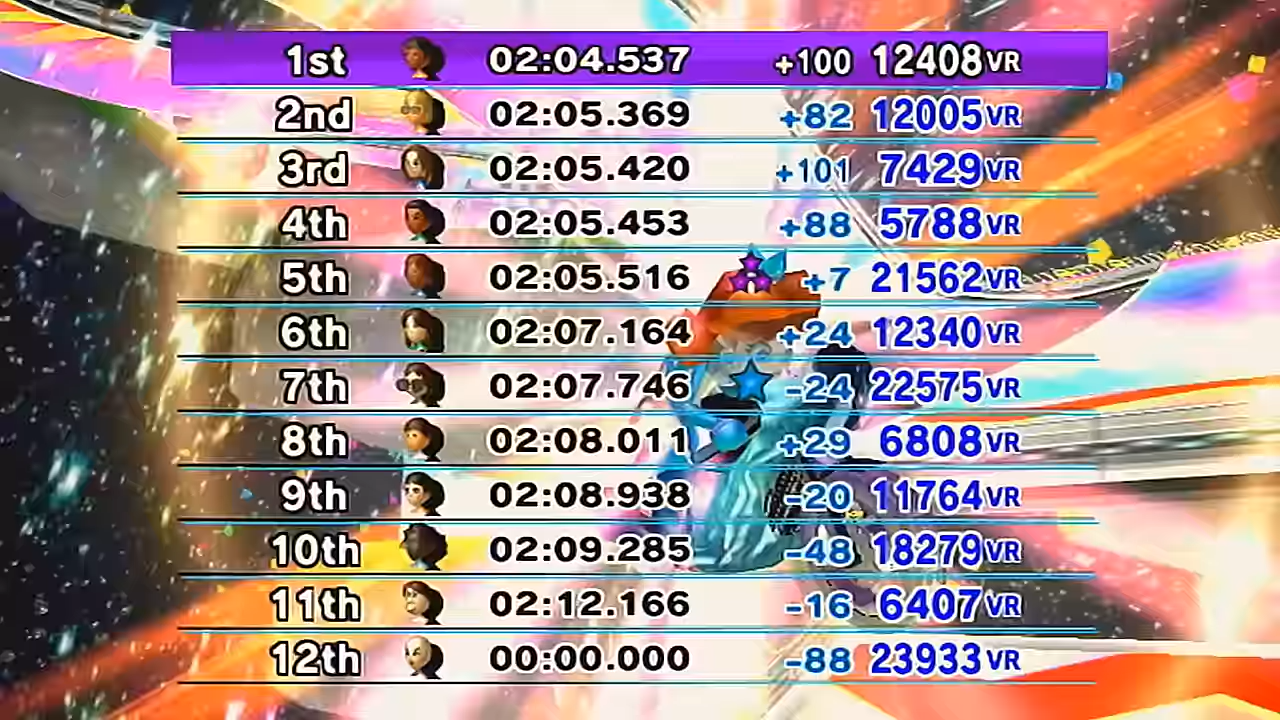 1st 02:04.537 +100 12408VR
2nd 02:05.369 +82 12005VR
3rd 02:05.420 +101 7429VR
4th 02:05.453 +88 5788VR
5th 02:05.516 +7 21562VR
6th 02:07.164 +24 12340VR
7th 02:07.746 -24 22575VR
8th 02:08.011 +29 6808VR
9th 02:08.938 -20 11764VR
10th 02:09.285 -48 18279VR
11th 02:12.166 -16 6407VR
12th 00:00.000 -88 23933VR